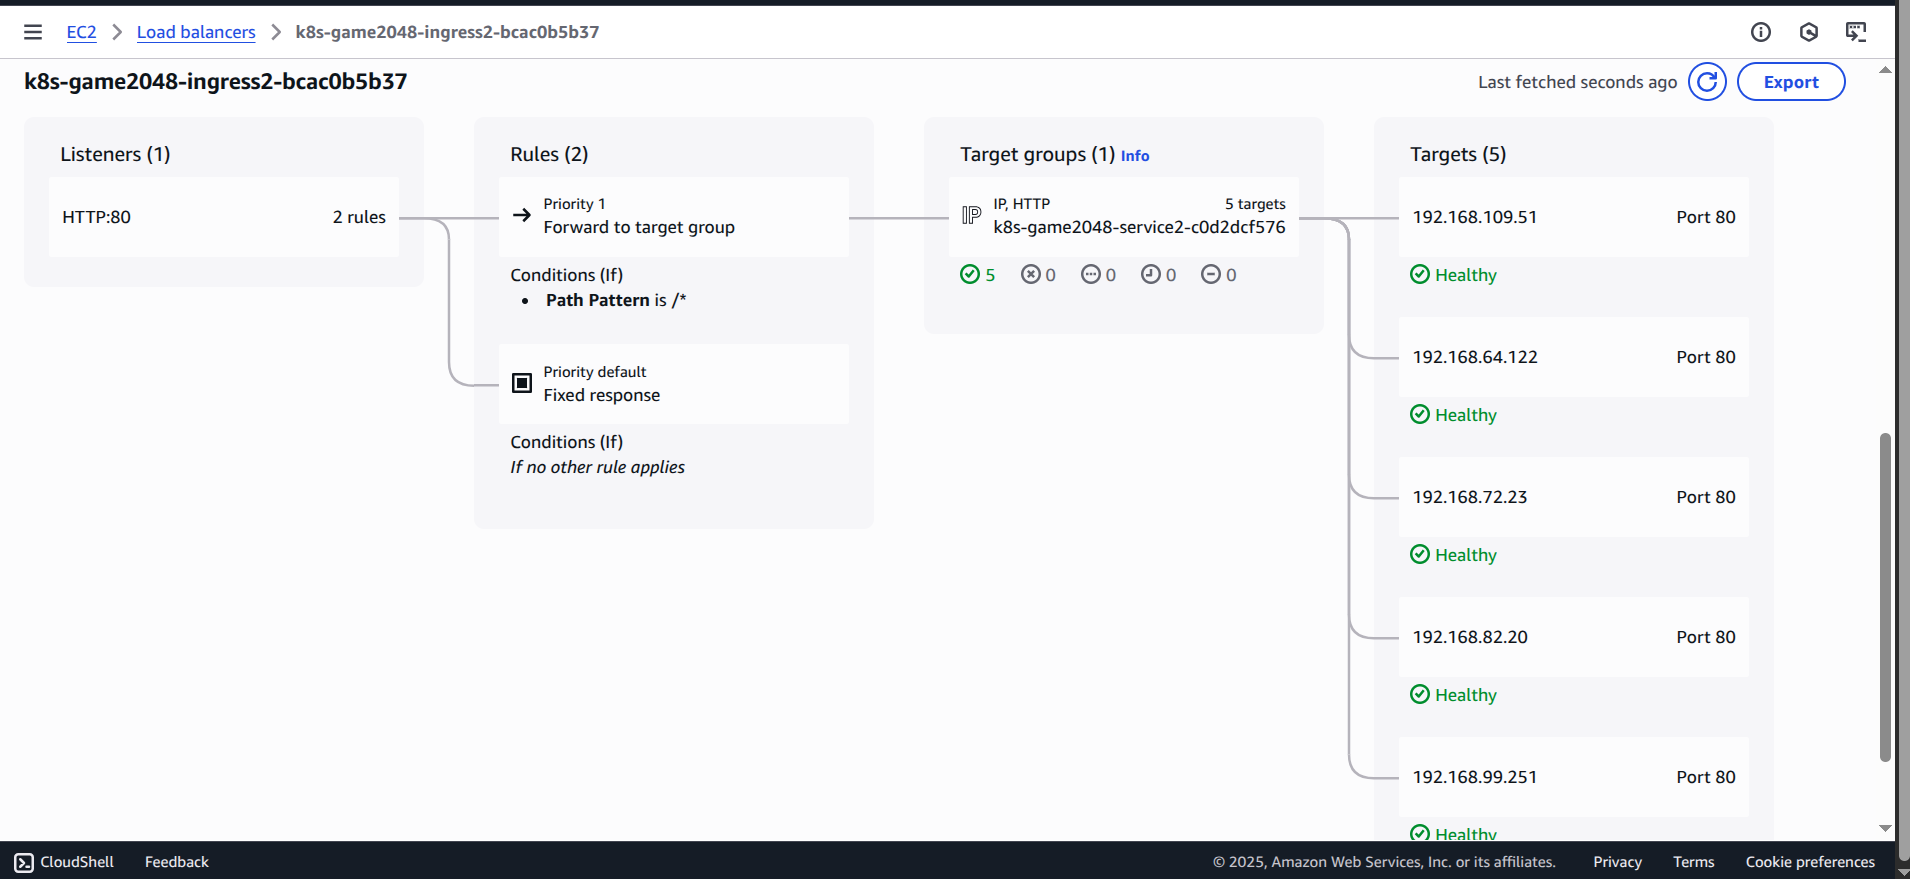 EC2 > Load balancers > k8s-game2048-ingress2-bcac0b5b37
k8s-game2048-ingress2-bcac0b5b37
Last fetched seconds ago
Export
Listeners (1)
HTTP:80
2 rules
Rules (2)
Priority 1
Forward to target group
Conditions (If)
• Path Pattern is /*
Priority default
Fixed response
Conditions (If)
If no other rule applies
Target groups (1) Info
IP, HTTP
5 targets
IP
k8s-game2048-service2-c0d2dcf576
5 0 0 0 0
Targets (5)
192.168.109.51 Port 80
Healthy
192.168.64.122 Port 80
Healthy
192.168.72.23 Port 80
Healthy
192.168.82.20 Port 80
Healthy
192.168.99.251 Port 80
Healthy
CloudShell Feedback © 2025, Amazon Web Services, Inc. or its affiliates. Privacy Terms Cookie preferences